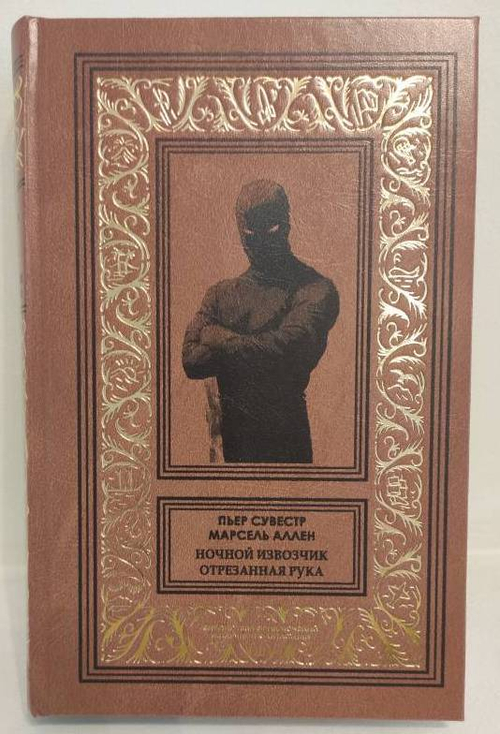 ПЬЕР СУВЕСТР
МАРСЕЛЬ АЛЛЕН
НОЧНОЙ ИЗВОЗЧИК
ОТРЕЗАННАЯ РУКА